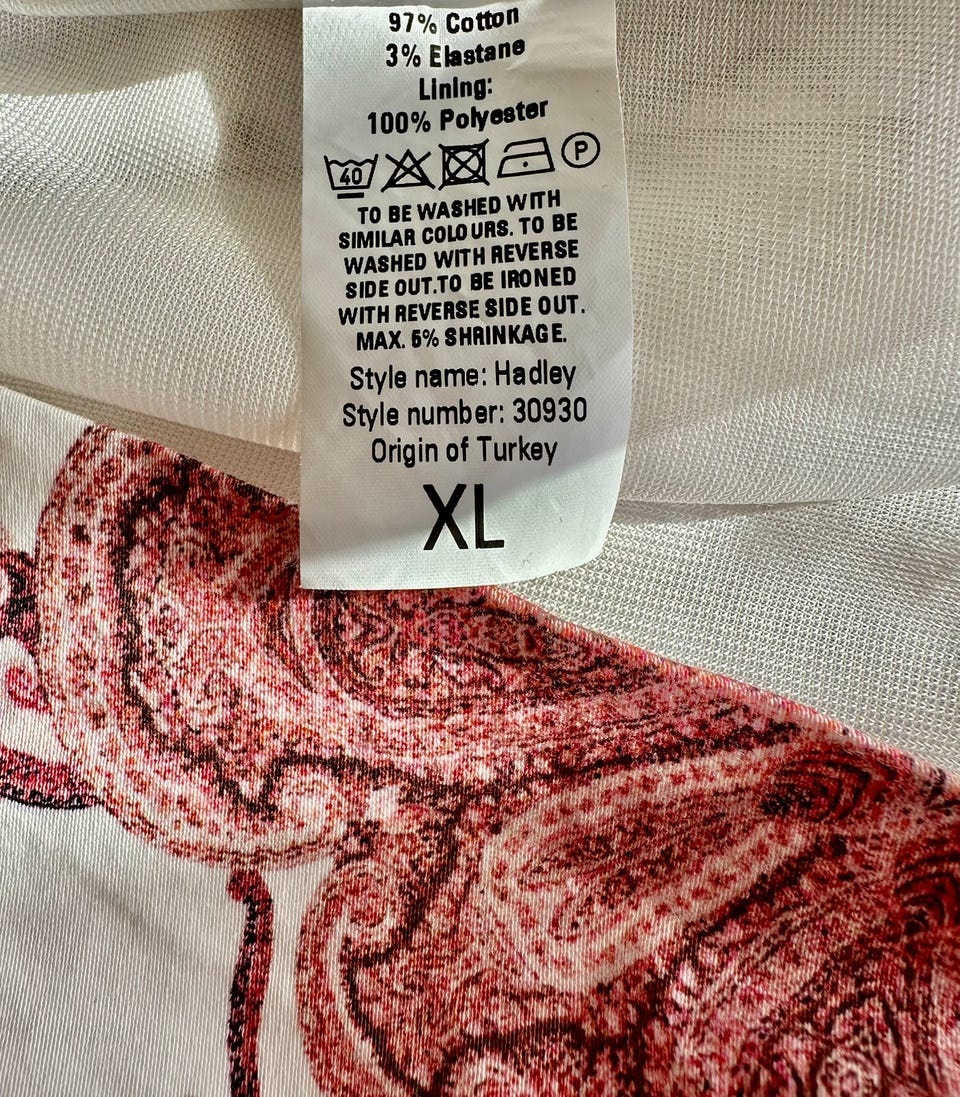 97% Cotton
3% Elastane
Lining:
100% Polyester
40 P
TO BE WASHED WITH
SIMILAR COLOURS. TO BE
WASHED WITH REVERSE
SIDE OUT.TO BE IRONED
WITH REVERSE SIDE OUT.
MAX. 5% SHRINKAGE.
Style name: Hadley
Style number: 30930
Origin of Turkey
XL